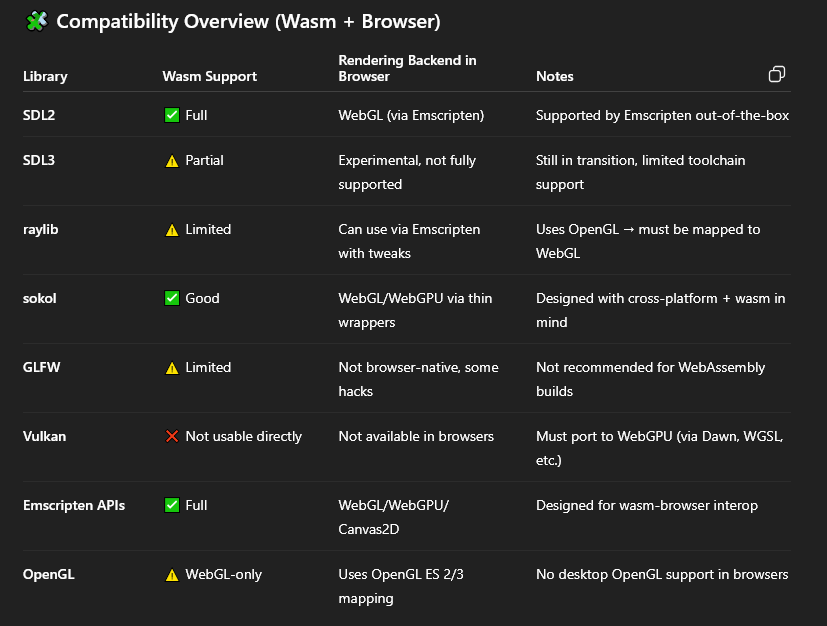 Compatibility Overview (Wasm + Browser)
Library Wasm Support Rendering Backend in Browser Notes
SDL2 ✅ Full WebGL (via Emscripten) Supported by Emscripten out-of-the-box
SDL3 ⚠️ Partial Experimental, not fully supported Still in transition, limited toolchain support
raylib ⚠️ Limited Can use via Emscripten with tweaks Uses OpenGL → must be mapped to WebGL
sokol ✅ Good WebGL/WebGPU via thin wrappers Designed with cross-platform + wasm in mind
GLFW ⚠️ Limited Not browser-native, some hacks Not recommended for WebAssembly builds
Vulkan ❌ Not usable directly Not available in browsers Must port to WebGPU (via Dawn, WGSL, etc.)
Emscripten APIs ✅ Full WebGL/WebGPU/Canvas2D Designed for wasm-browser interop
OpenGL ⚠️ WebGL-only Uses OpenGL ES 2/3 mapping No desktop OpenGL support in browsers